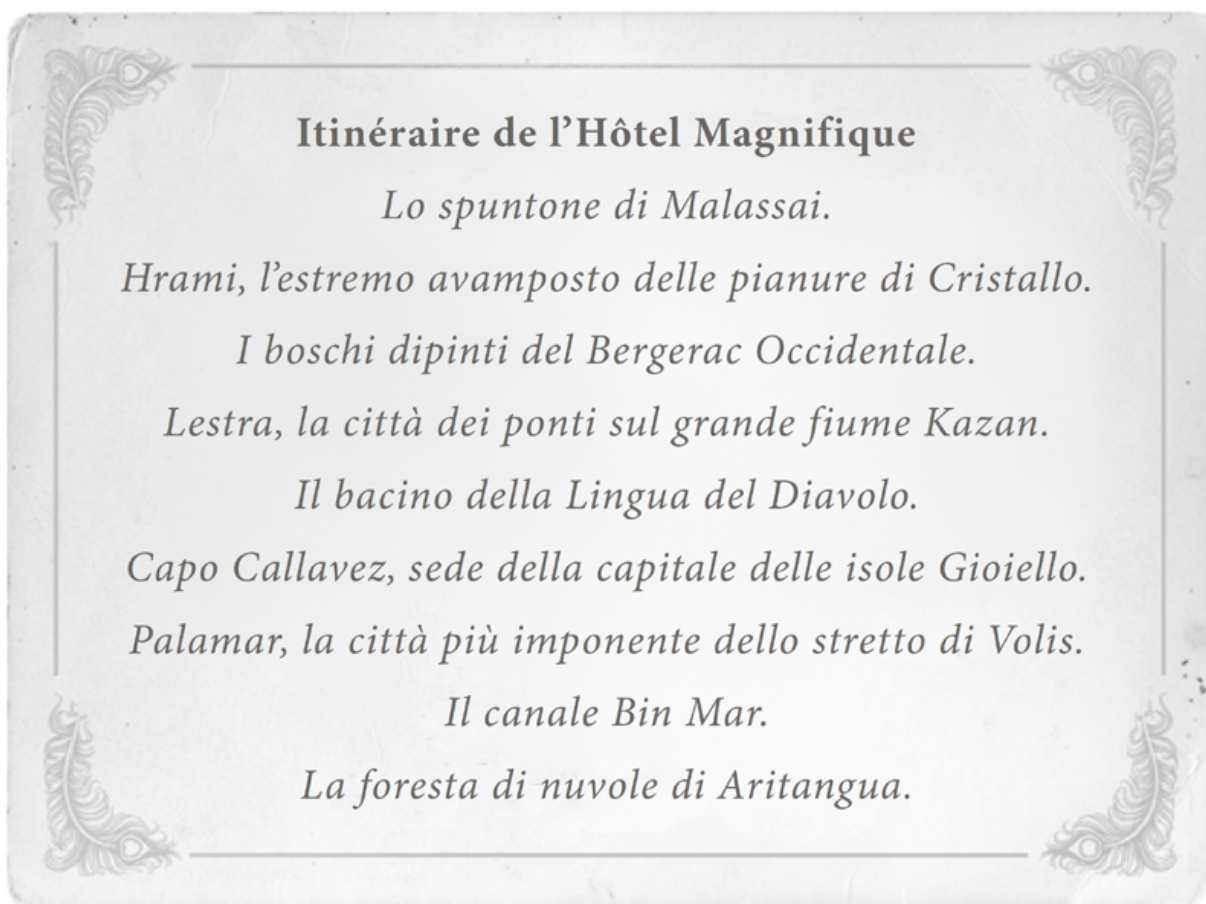 Itinéraire de l’Hôtel Magnifique
Lo spuntone di Malassai.
Hrami, l’estremo avamposto delle pianure di Cristallo.
I boschi dipinti del Bergerac Occidentale.
Lestra, la città dei ponti sul grande fiume Kazan.
Il bacino della Lingua del Diavolo.
Capo Callavez, sede della capitale delle isole Gioiello.
Palamar, la città più imponente dello stretto di Volis.
Il canale Bin Mar.
La foresta di nuvole di Aritangua.